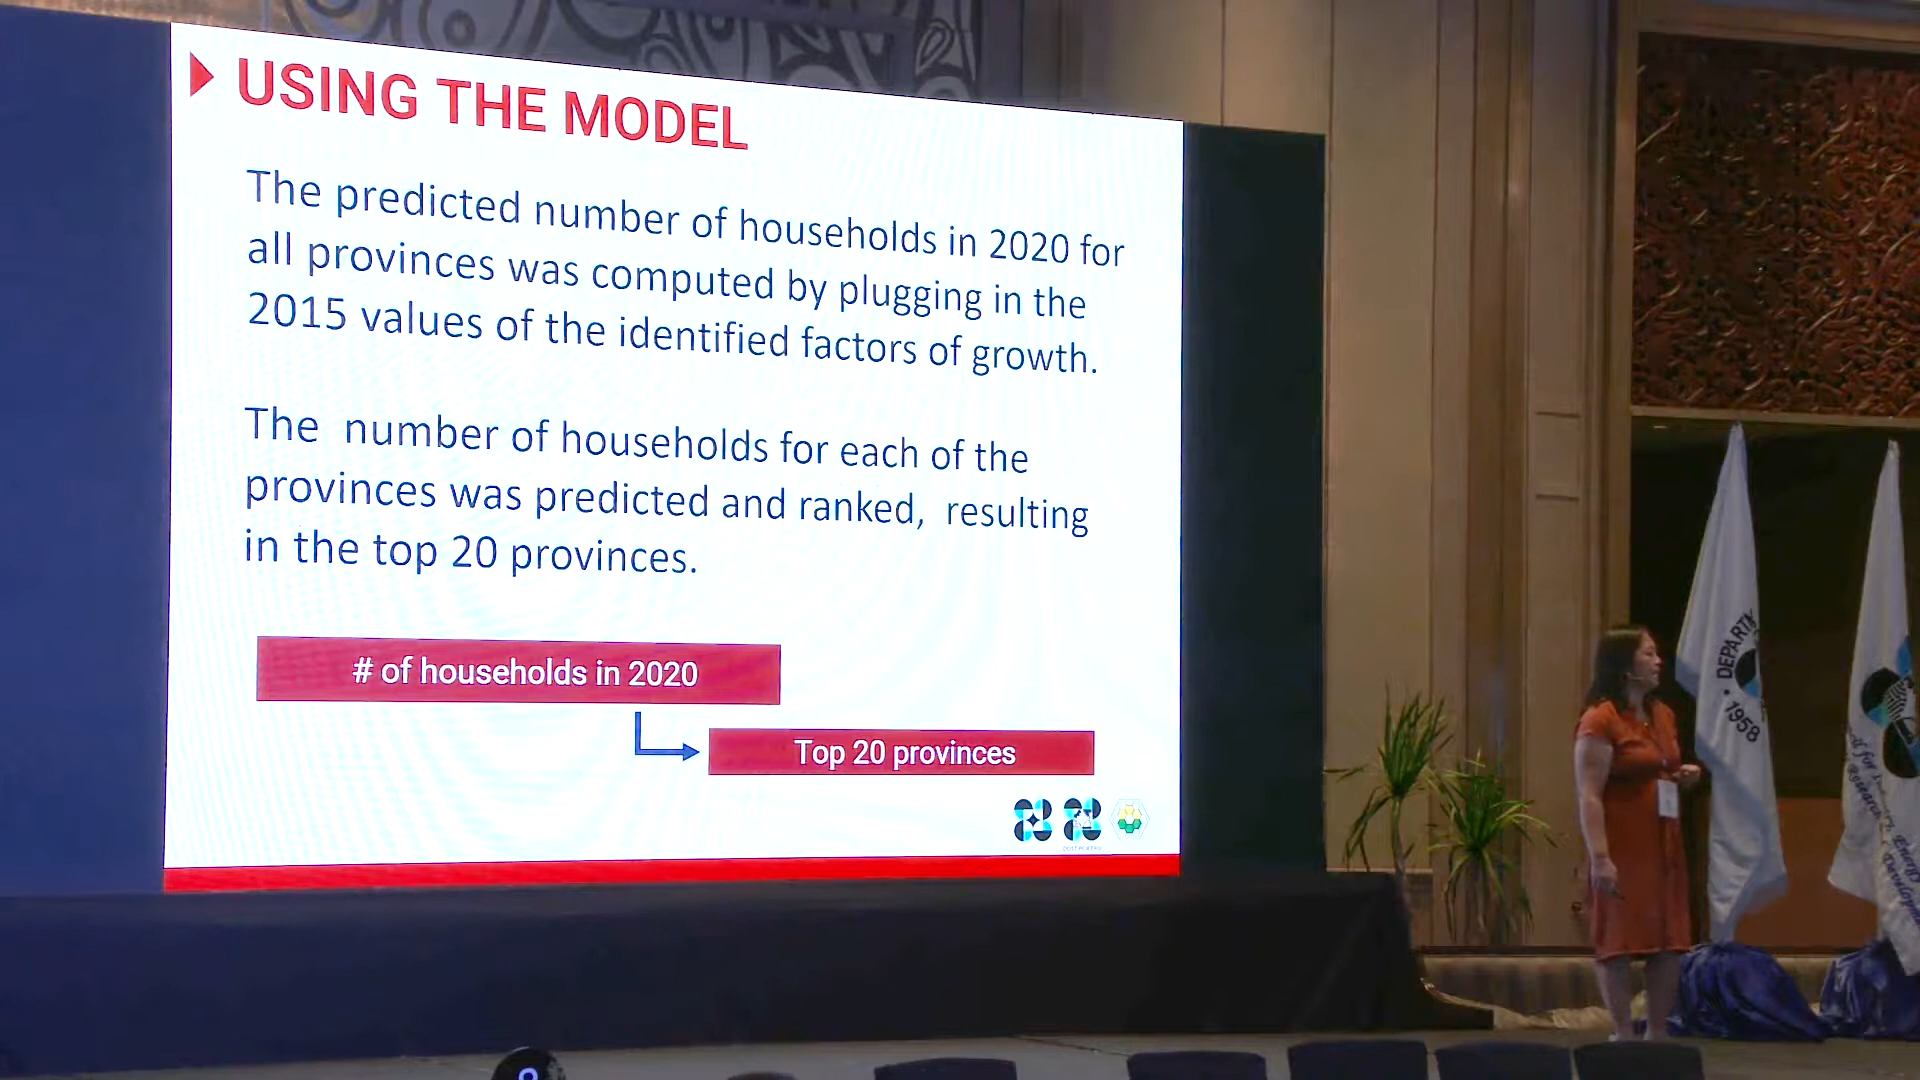 USING THE MODEL
The predicted number of households in 2020 for
all provinces was computed by plugging in the
2015 values of the identified factors of growth.
The number of households for each of the
provinces was predicted and ranked, resulting
in the top 20 provinces.
# of households in 2020
Top 20 provinces
DEPARTM
1958